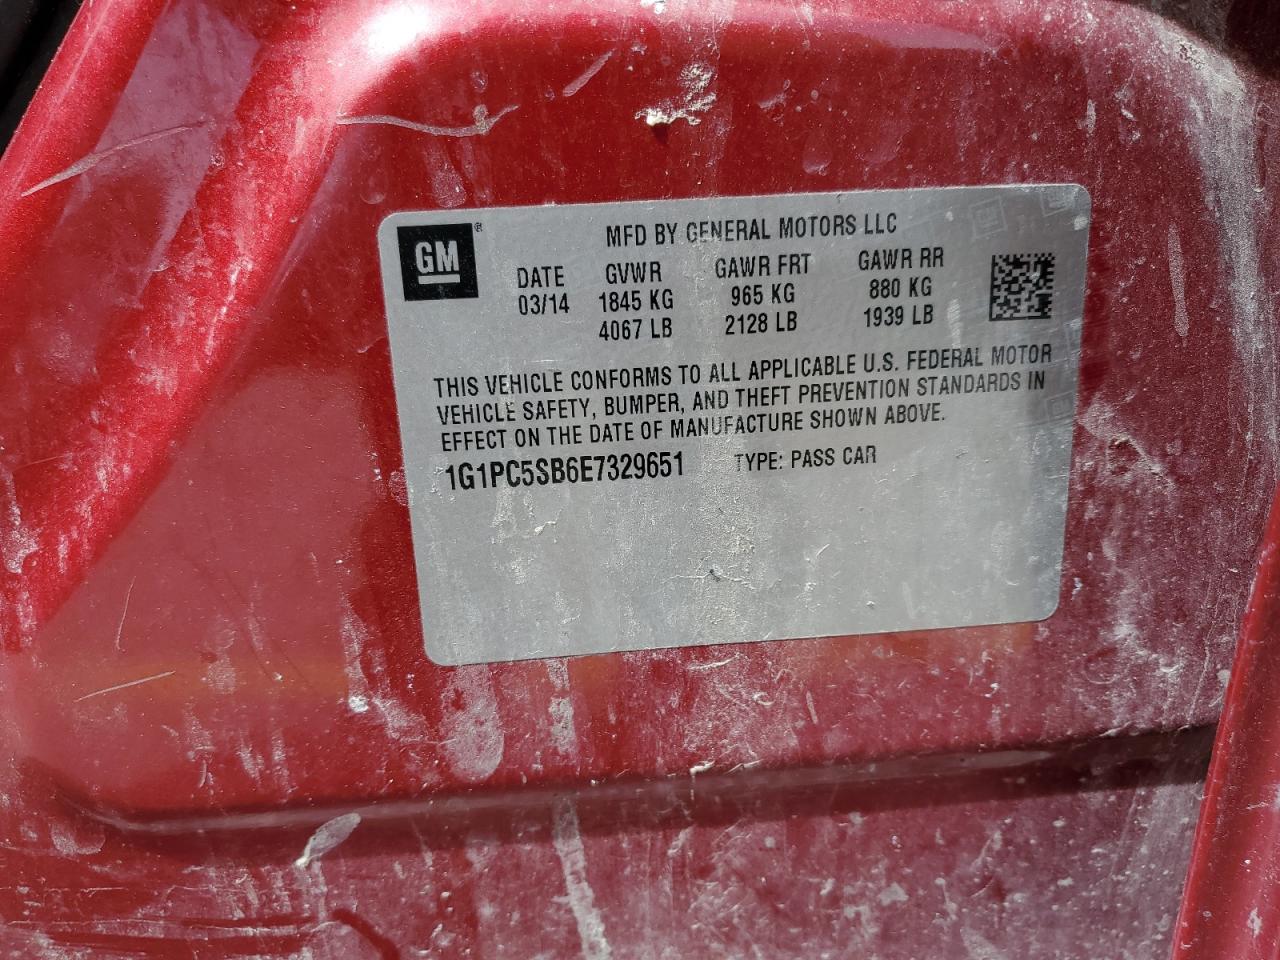 GM®
MFD BY GENERAL MOTORS LLC
DATE GVWR GAWR FRT GAWR RR
03/14 1845 KG 965 KG 880 KG
4067 LB 2128 LB 1939 LB
THIS VEHICLE CONFORMS TO ALL APPLICABLE U.S. FEDERAL MOTOR
VEHICLE SAFETY, BUMPER, AND THEFT PREVENTION STANDARDS IN
EFFECT ON THE DATE OF MANUFACTURE SHOWN ABOVE.
1G1PC5SB6E7329651 TYPE: PASS CAR